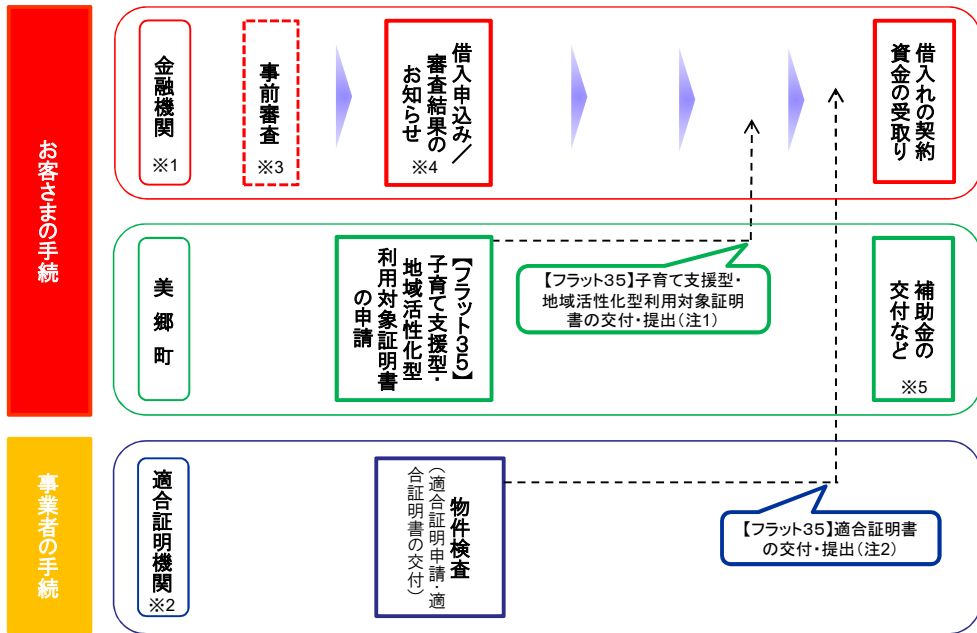 お客さまの手続
金融機関
※1
事前審査
※3
借入申込み／
審査結果の
お知らせ
※4
借入れの契約
資金の受取り
美郷町
【フラット３５】
子育て支援型・
地域活性化型
利用対象証明書
の申請
【フラット35】子育て支援型・
地域活性化型利用対象証明
書の交付・提出（注1）
補助金の
交付など
※5
事業者の手続
適合証明機関
※2
物件検査
（適合証明申請・適
合証明書の交付）
【フラット35】適合証明書
の交付・提出（注2）